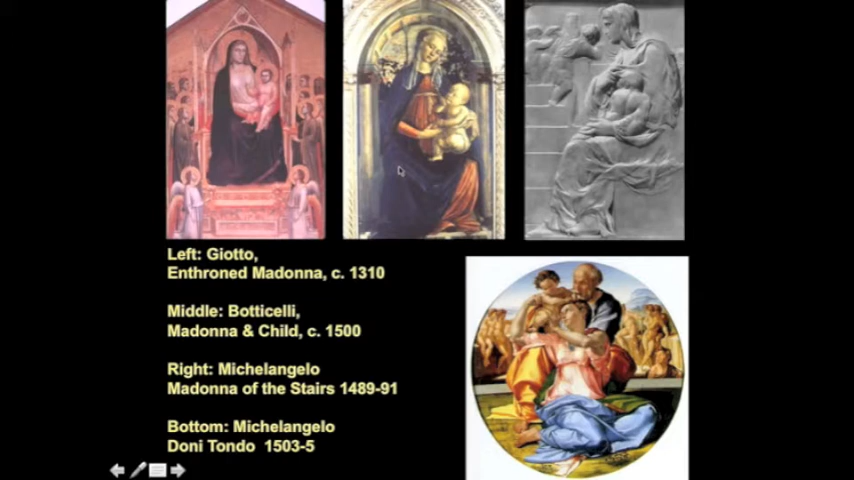 Left: Giotto,
Enthroned Madonna, c. 1310
Middle: Botticelli,
Madonna & Child, c. 1500
Right: Michelangelo
Madonna of the Stairs 1489-91
Bottom: Michelangelo
Doni Tondo 1503-5